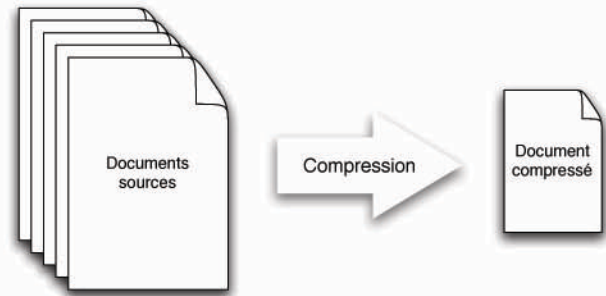 Documents
sources
Compression
Document
compressé